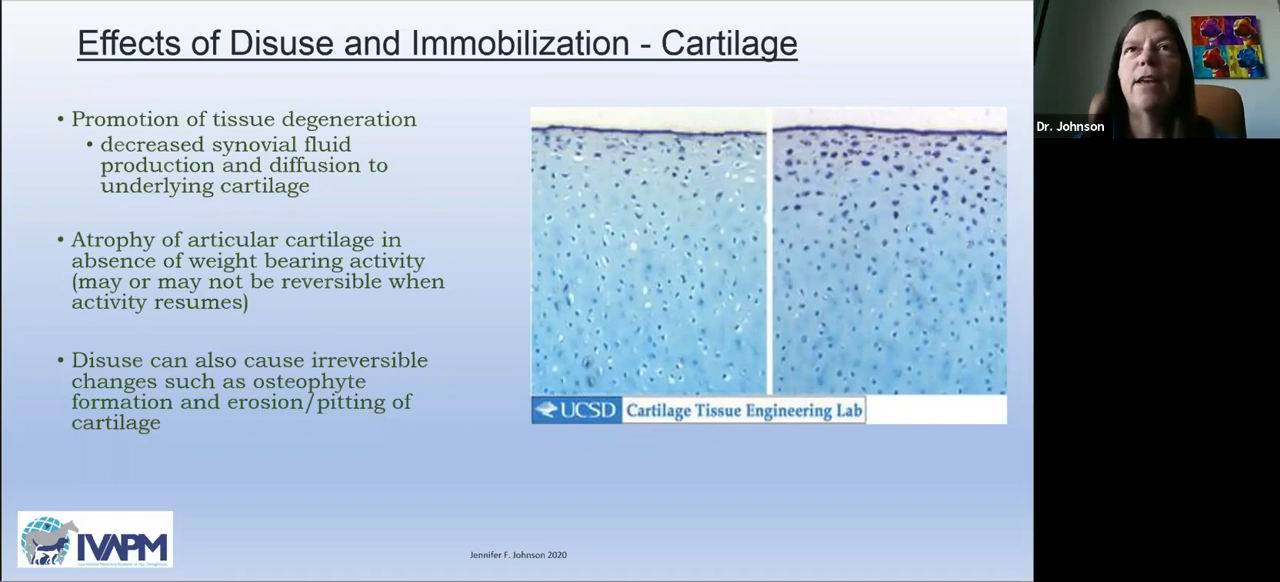 Effects of Disuse and Immobilization - Cartilage
• Promotion of tissue degeneration
• decreased synovial fluid
production and diffusion to
underlying cartilage
• Atrophy of articular cartilage in
absence of weight bearing activity
(may or may not be reversible when
activity resumes)
• Disuse can also cause irreversible
changes such as osteophyte
formation and erosion/pitting of
cartilage
UCSD Cartilage Tissue Engineering Lab
IVAPM
Jennifer F. Johnson 2020
Dr. Johnson